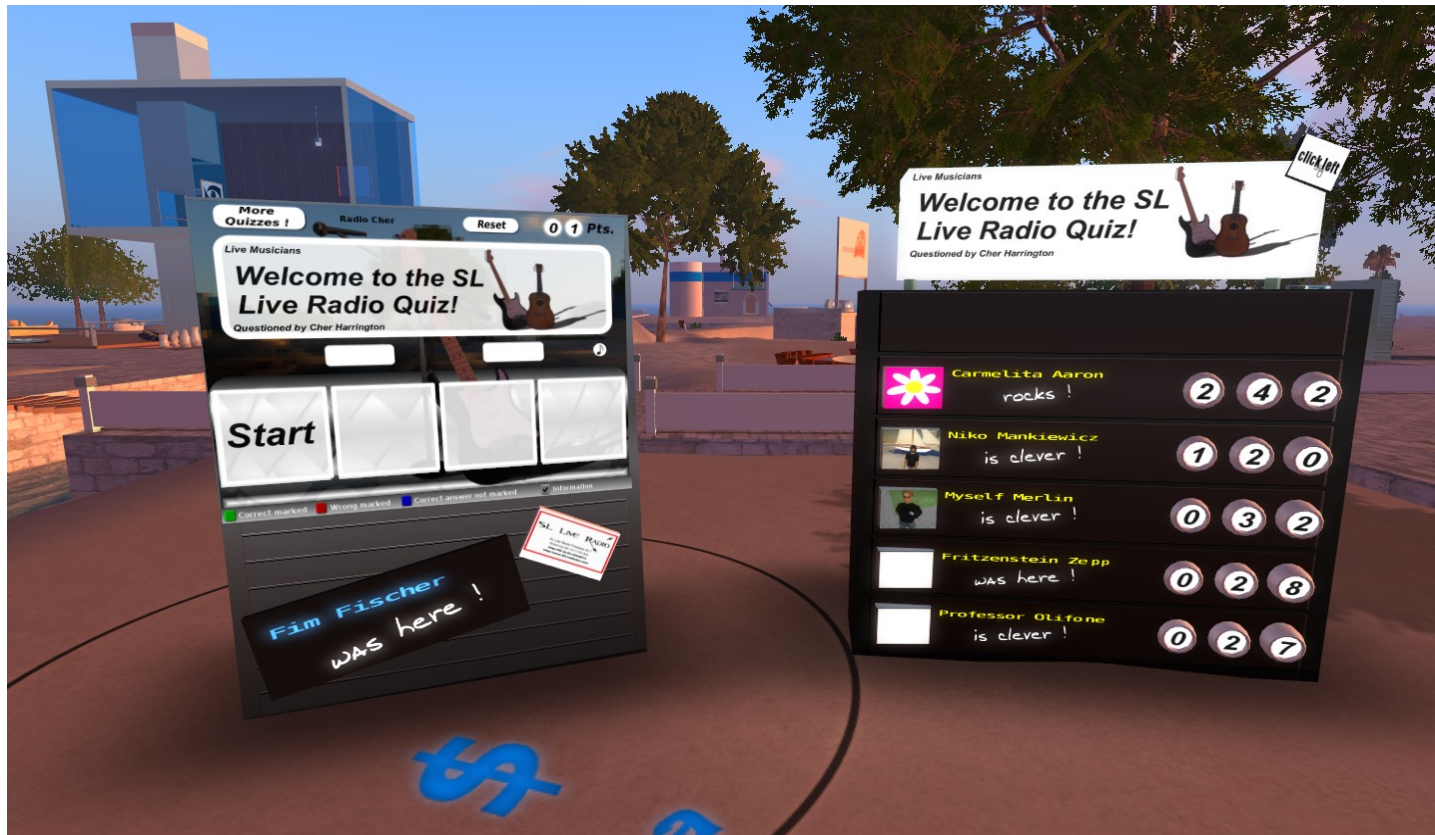 More
Quizzes !
Radio Cher
Reset
0 1 Pts.
Live Musicians
Welcome to the SL
Live Radio Quiz!
Questioned by Cher Harrington
Start
Correct marked
Wrong marked
Correct answer not marked
Information
SL Live Radio
Fim Fischer
was here !
$
click left
Live Musicians
Welcome to the SL
Live Radio Quiz!
Questioned by Cher Harrington
Carmelita Aaron
rocks !
2 4 2
Niko Mankiewicz
is clever !
1 2 0
Myself Merlin
is clever !
0 3 2
Fritzenstein Zepp
was here !
0 2 8
Professor Olifone
is clever !
0 2 7